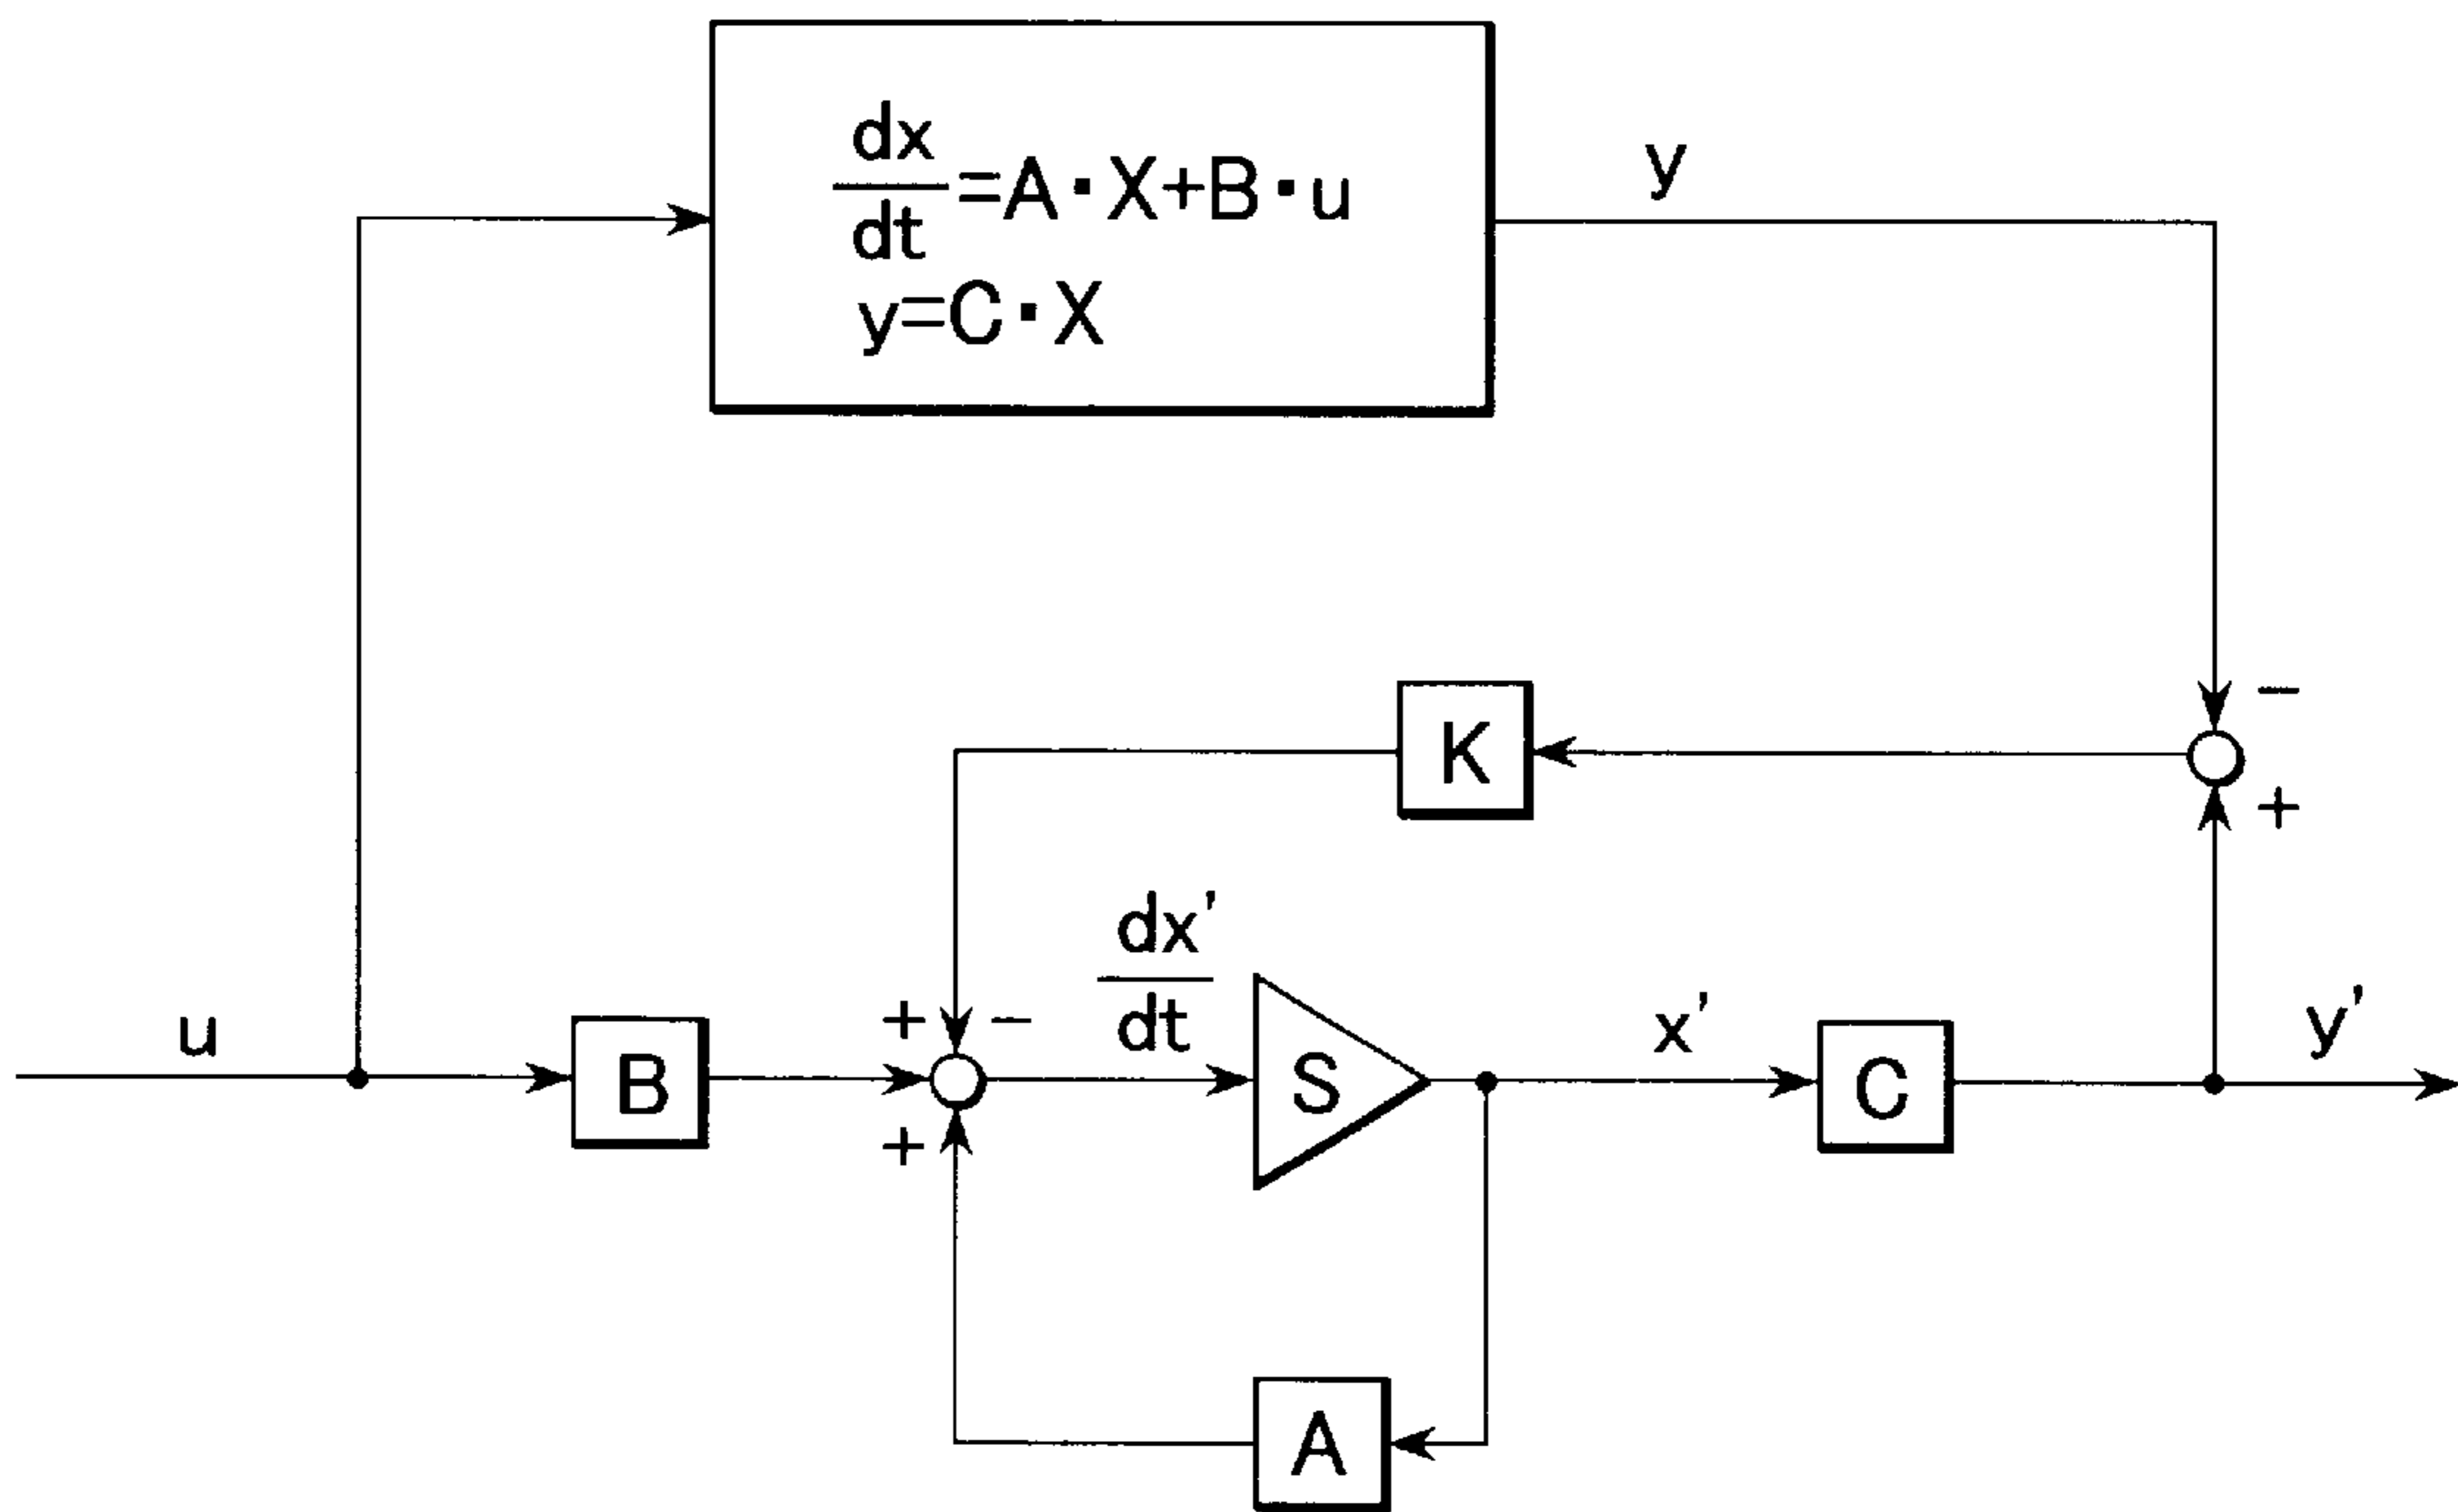 dx/dt=A・X+B・u
y=C・X
y
−
K
+
dx'/dt
u
B
+
−
+
S
x'
C
y'
A